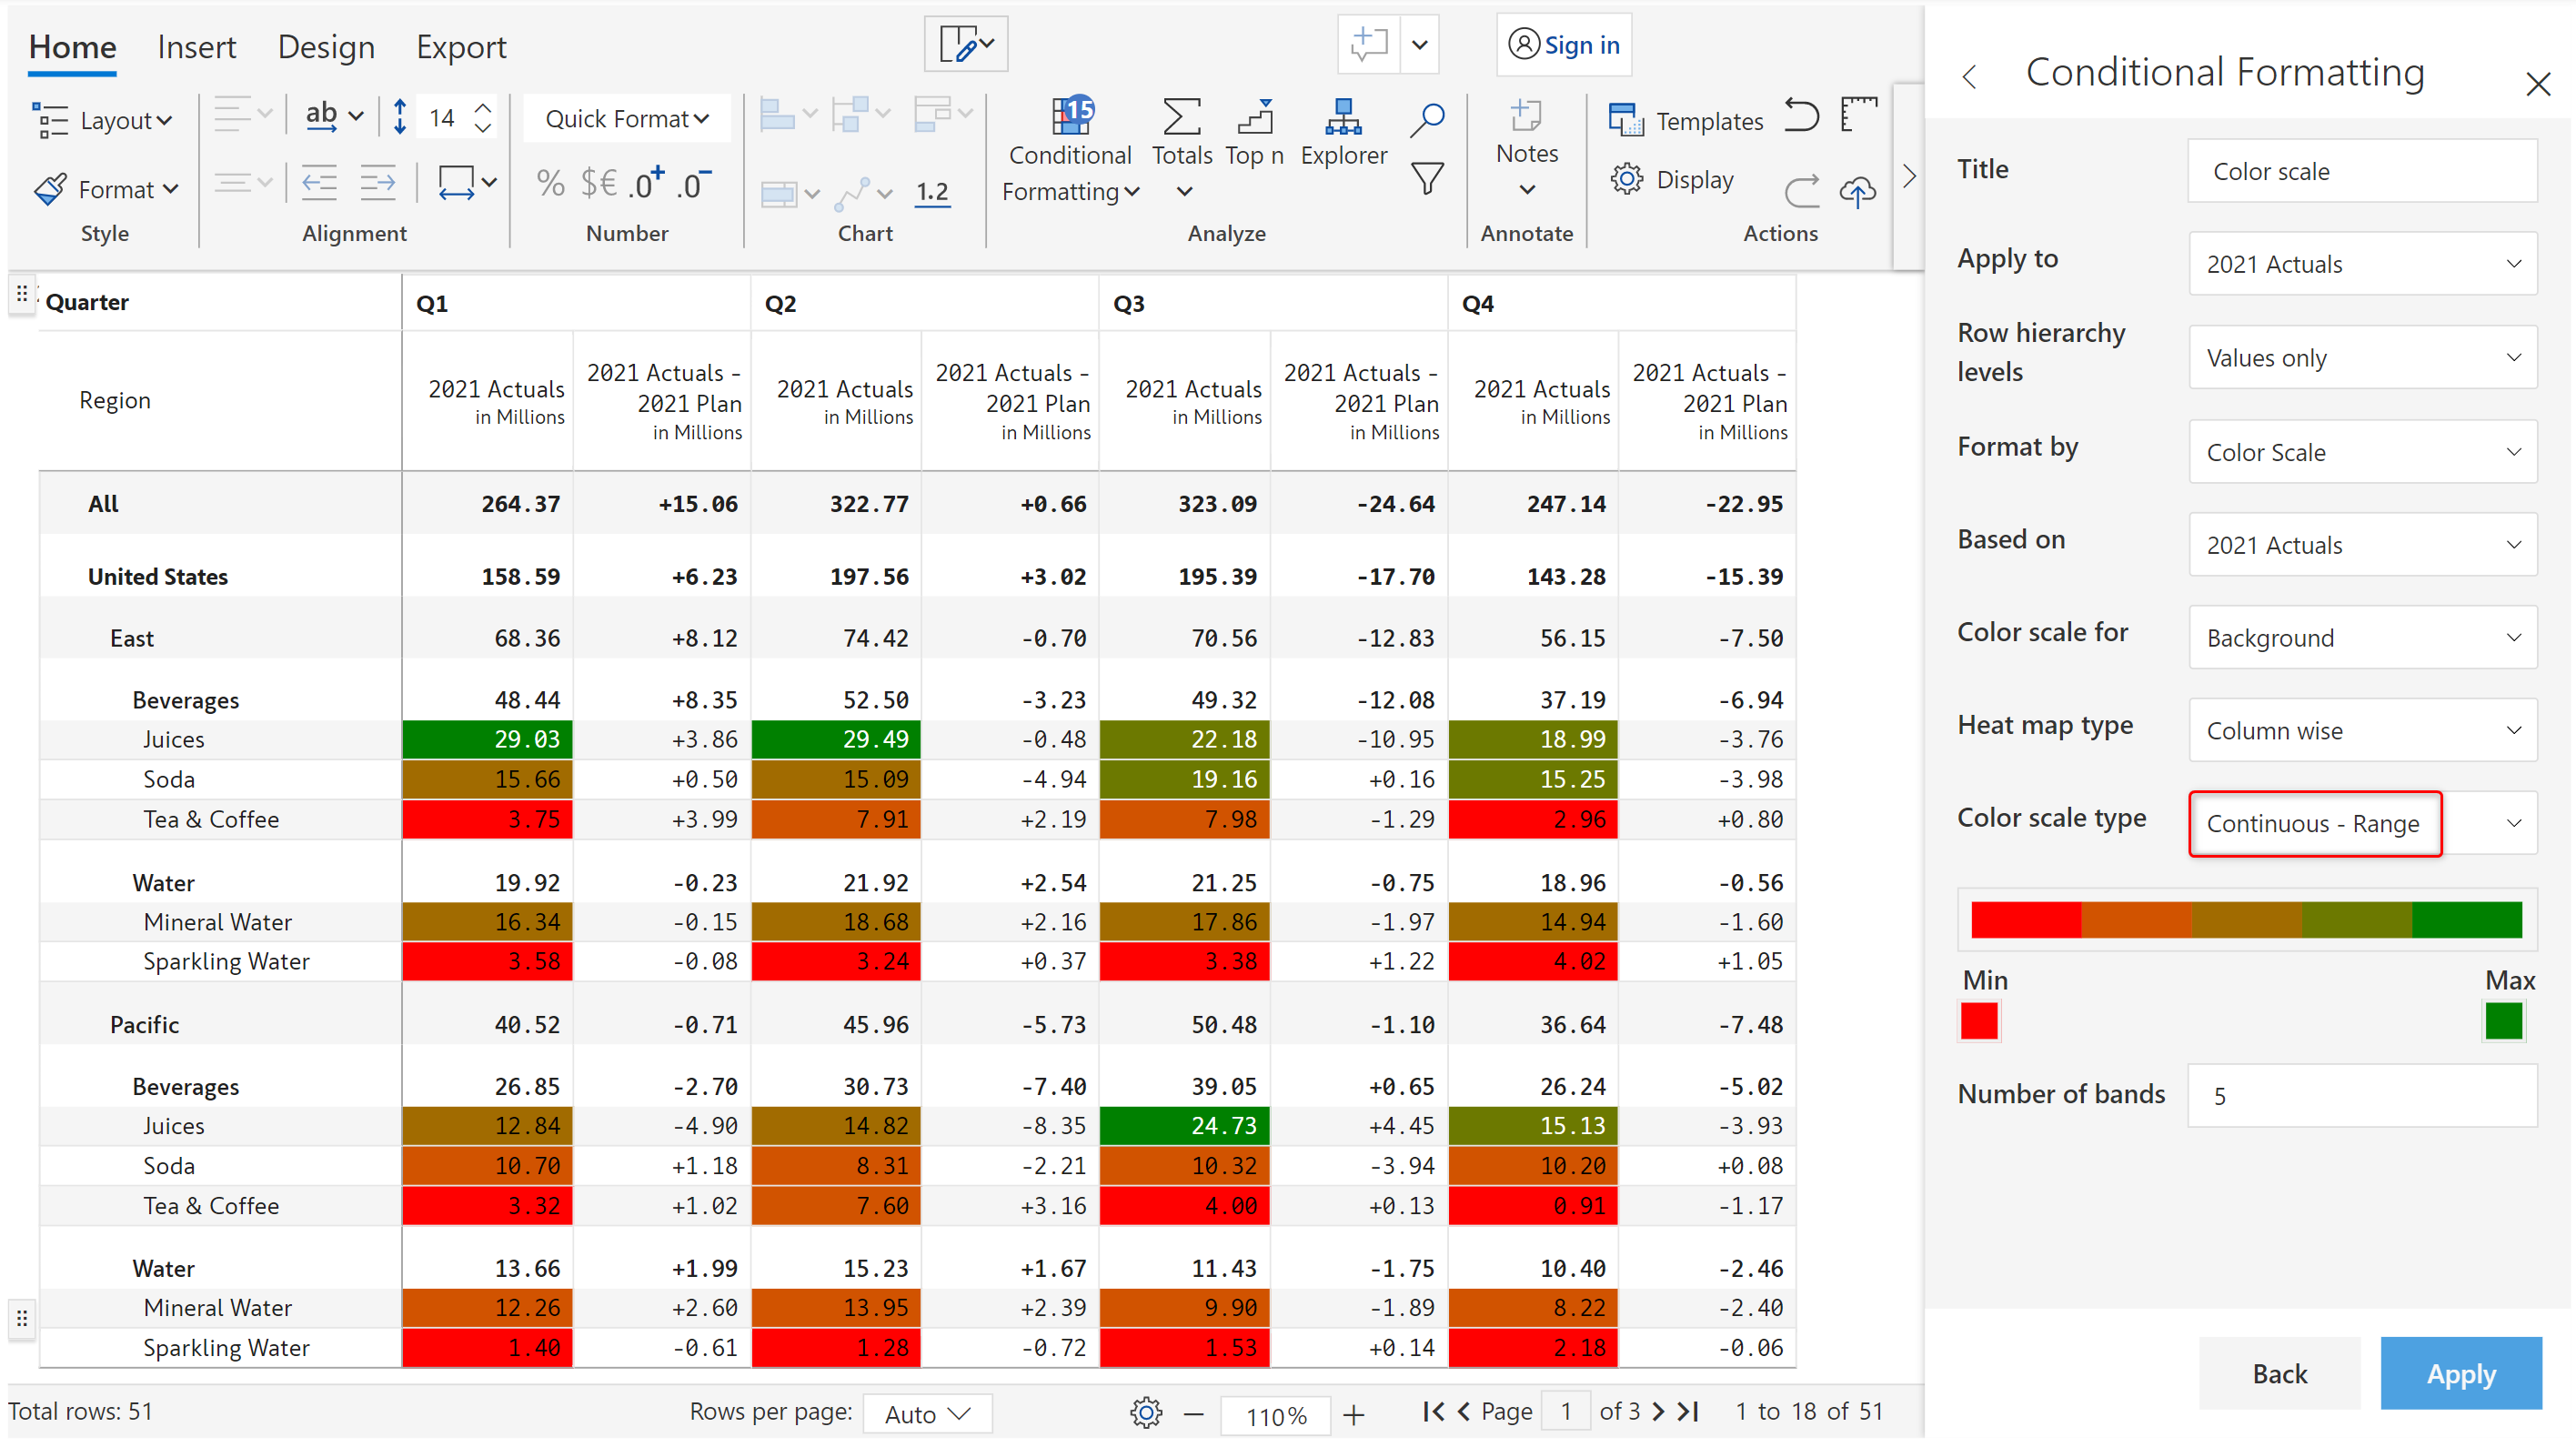 Home Insert Design Export Sign in
Layout ab 14 Quick Format 15 Templates
Conditional Formatting Totals Top n Explorer Notes
Format % $€ .0+ .0- 1.2 Display
Style Alignment Number Chart Analyze Annotate Actions
Quarter Q1 Q2 Q3 Q4
Region 2021 Actuals in Millions 2021 Actuals - 2021 Plan in Millions 2021 Actuals in Millions 2021 Actuals - 2021 Plan in Millions 2021 Actuals in Millions 2021 Actuals - 2021 Plan in Millions 2021 Actuals in Millions 2021 Actuals - 2021 Plan in Millions
All 264.37 +15.06 322.77 +0.66 323.09 -24.64 247.14 -22.95
United States 158.59 +6.23 197.56 +3.02 195.39 -17.70 143.28 -15.39
East 68.36 +8.12 74.42 -0.70 70.56 -12.83 56.15 -7.50
Beverages 48.44 +8.35 52.50 -3.23 49.32 -12.08 37.19 -6.94
Juices 29.03 +3.86 29.49 -0.48 22.18 -10.95 18.99 -3.76
Soda 15.66 +0.50 15.09 -4.94 19.16 +0.16 15.25 -3.98
Tea & Coffee 3.75 +3.99 7.91 +2.19 7.98 -1.29 2.96 +0.80
Water 19.92 -0.23 21.92 +2.54 21.25 -0.75 18.96 -0.56
Mineral Water 16.34 -0.15 18.68 +2.16 17.86 -1.97 14.94 -1.60
Sparkling Water 3.58 -0.08 3.24 +0.37 3.38 +1.22 4.02 +1.05
Pacific 40.52 -0.71 45.96 -5.73 50.48 -1.10 36.64 -7.48
Beverages 26.85 -2.70 30.73 -7.40 39.05 +0.65 26.24 -5.02
Juices 12.84 -4.90 14.82 -8.35 24.73 +4.45 15.13 -3.93
Soda 10.70 +1.18 8.31 -2.21 10.32 -3.94 10.20 +0.08
Tea & Coffee 3.32 +1.02 7.60 +3.16 4.00 +0.13 0.91 -1.17
Water 13.66 +1.99 15.23 +1.67 11.43 -1.75 10.40 -2.46
Mineral Water 12.26 +2.60 13.95 +2.39 9.90 -1.89 8.22 -2.40
Sparkling Water 1.40 -0.61 1.28 -0.72 1.53 +0.14 2.18 -0.06
Total rows: 51 Rows per page: Auto 110% Page 1 of 3 1 to 18 of 51
Conditional Formatting
Title Color scale
Apply to 2021 Actuals
Row hierarchy levels Values only
Format by Color Scale
Based on 2021 Actuals
Color scale for Background
Heat map type Column wise
Color scale type Continuous - Range
Min Max
Number of bands 5
Back Apply